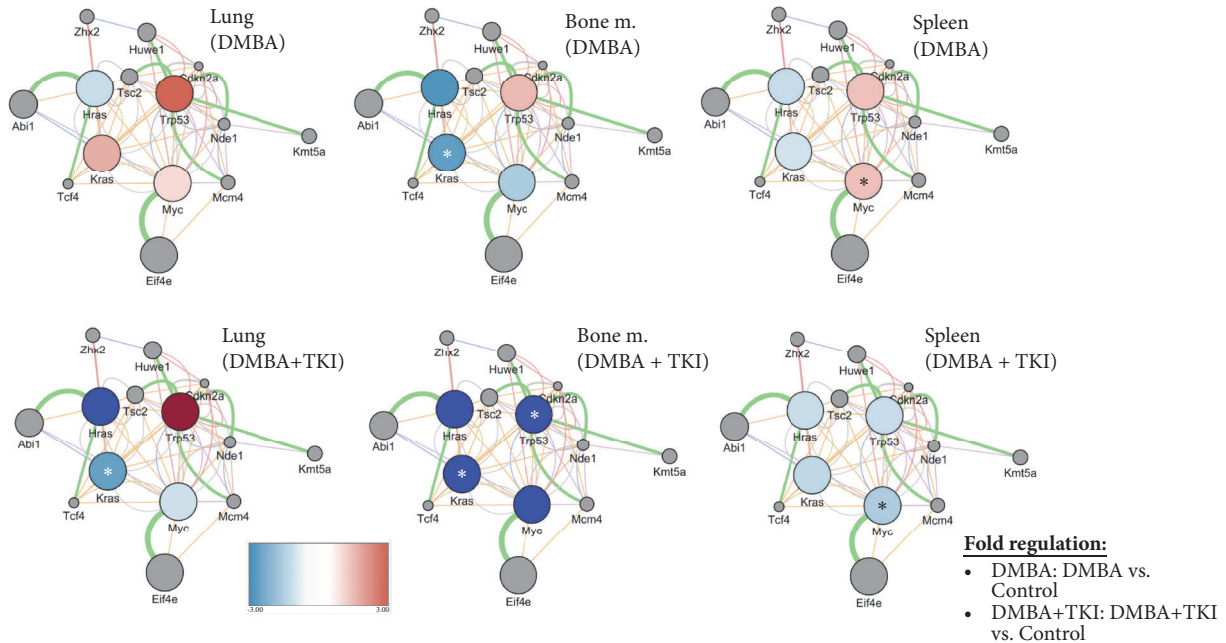 Lung
(DMBA)
Zhx2
Huwe1
Cdkn2a
Tsc2
Hras
Trp53
Abi1
Nde1
Kmt5a
Kras
Tcf4
Myc
Mcm4
Eif4e
Bone m.
(DMBA)
Zhx2
Huwe1
Cdkn2a
Tsc2
Hras
Trp53
Abi1
Nde1
Kmt5a
*
Kras
Tcf4
Myc
Mcm4
Eif4e
Spleen
(DMBA)
Zhx2
Huwe1
Cdkn2a
Tsc2
Hras
Trp53
Abi1
Nde1
Kmt5a
Kras
Tcf4
*
Myc
Mcm4
Eif4e
Lung
(DMBA+TKI)
Zhx2
Huwe1
Cdkn2a
Tsc2
Hras
Trp53
Abi1
Nde1
Kmt5a
*
Kras
Tcf4
Myc
Mcm4
Eif4e
Bone m.
(DMBA + TKI)
Zhx2
Huwe1
Cdkn2a
Tsc2
Hras
*
Trp53
Abi1
Nde1
Kmt5a
*
Kras
Tcf4
Myc
Mcm4
Eif4e
Spleen
(DMBA + TKI)
Zhx2
Huwe1
Cdkn2a
Tsc2
Hras
Trp53
Abi1
Nde1
Kmt5a
Kras
Tcf4
*
Myc
Mcm4
Eif4e
-3.00
3.00
Fold regulation:
• DMBA: DMBA vs.
Control
• DMBA+TKI: DMBA+TKI
vs. Control